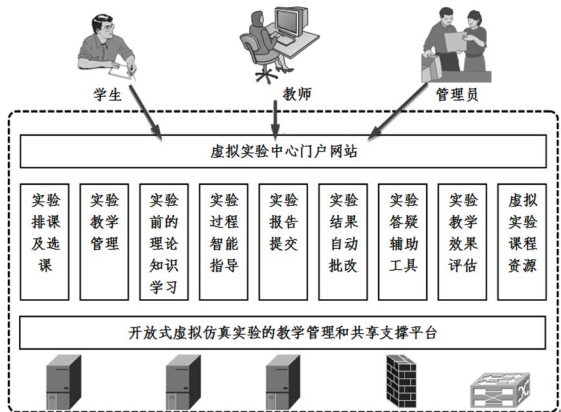 学生
教师
管理员
虚拟实验中心门户网站
实验
排课
及选
课
实验
教学
管理
实验
前的
理论
知识
学习
实验
过程
智能
指导
实验
报告
提交
实验
结果
自动
批改
实验
答疑
辅助
工具
实验
教学
效果
评估
虚拟
实验
课程
资源
开放式虚拟仿真实验的教学管理和共享支撑平台